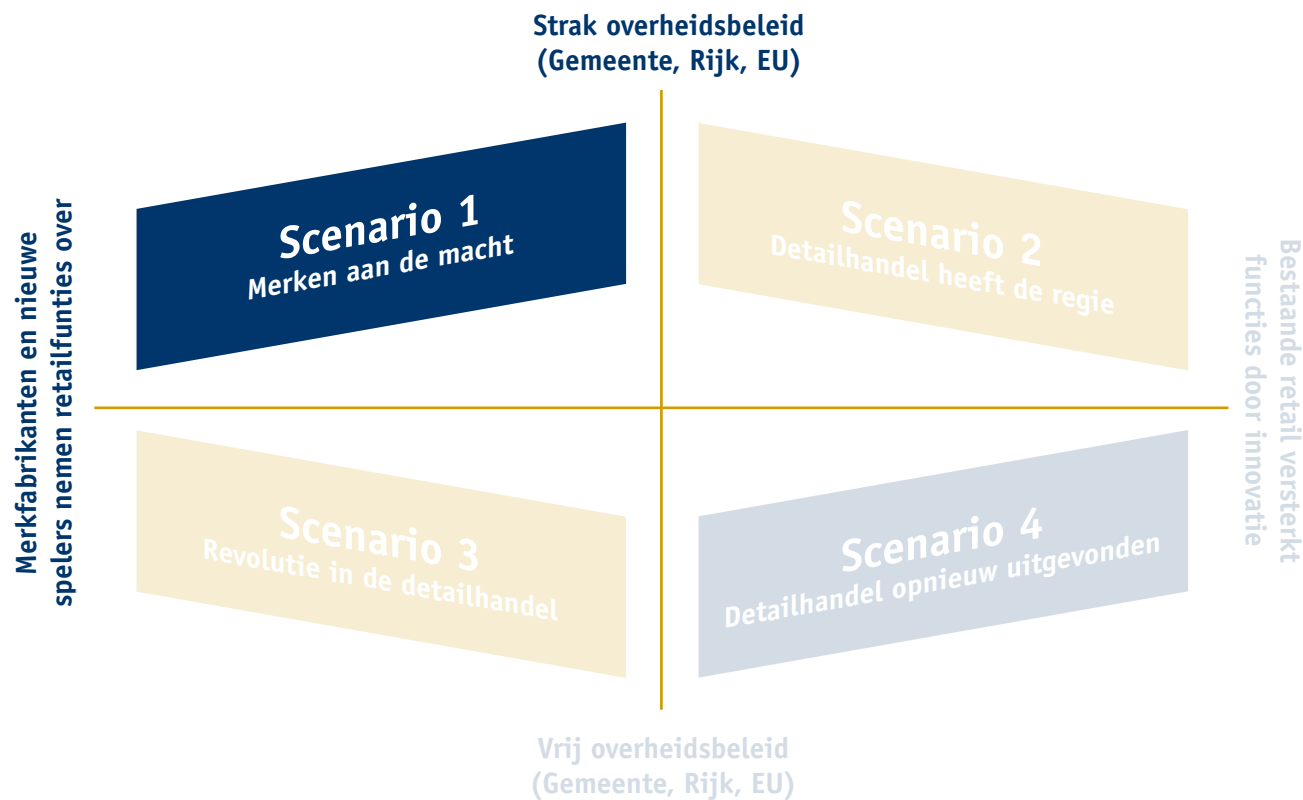 Strak overheidsbeleid
(Gemeente, Rijk, EU)
Merkfabrikanten en nieuwe
spelers nemen retailfunties over
Scenario 1
Merken aan de macht
Scenario 2
Detailhandel heeft de regie
Bestaande retail versterkt
functies door innovatie
Scenario 3
Revolutie in de detailhandel
Scenario 4
Detailhandel opnieuw uitgevonden
Vrij overheidsbeleid
(Gemeente, Rijk, EU)